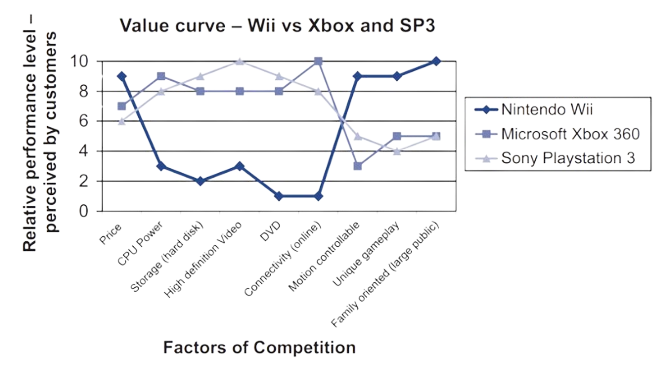 Value curve – Wii vs Xbox and SP3
Relative performance level –
perceived by customers
10
8
6
4
2
0
Price
CPU Power
Storage (hard disk)
High definition Video
DVD
Connectivity (online)
Motion controllable
Unique gameplay
Family oriented (large public)
Factors of Competition
Nintendo Wii
Microsoft Xbox 360
Sony Playstation 3